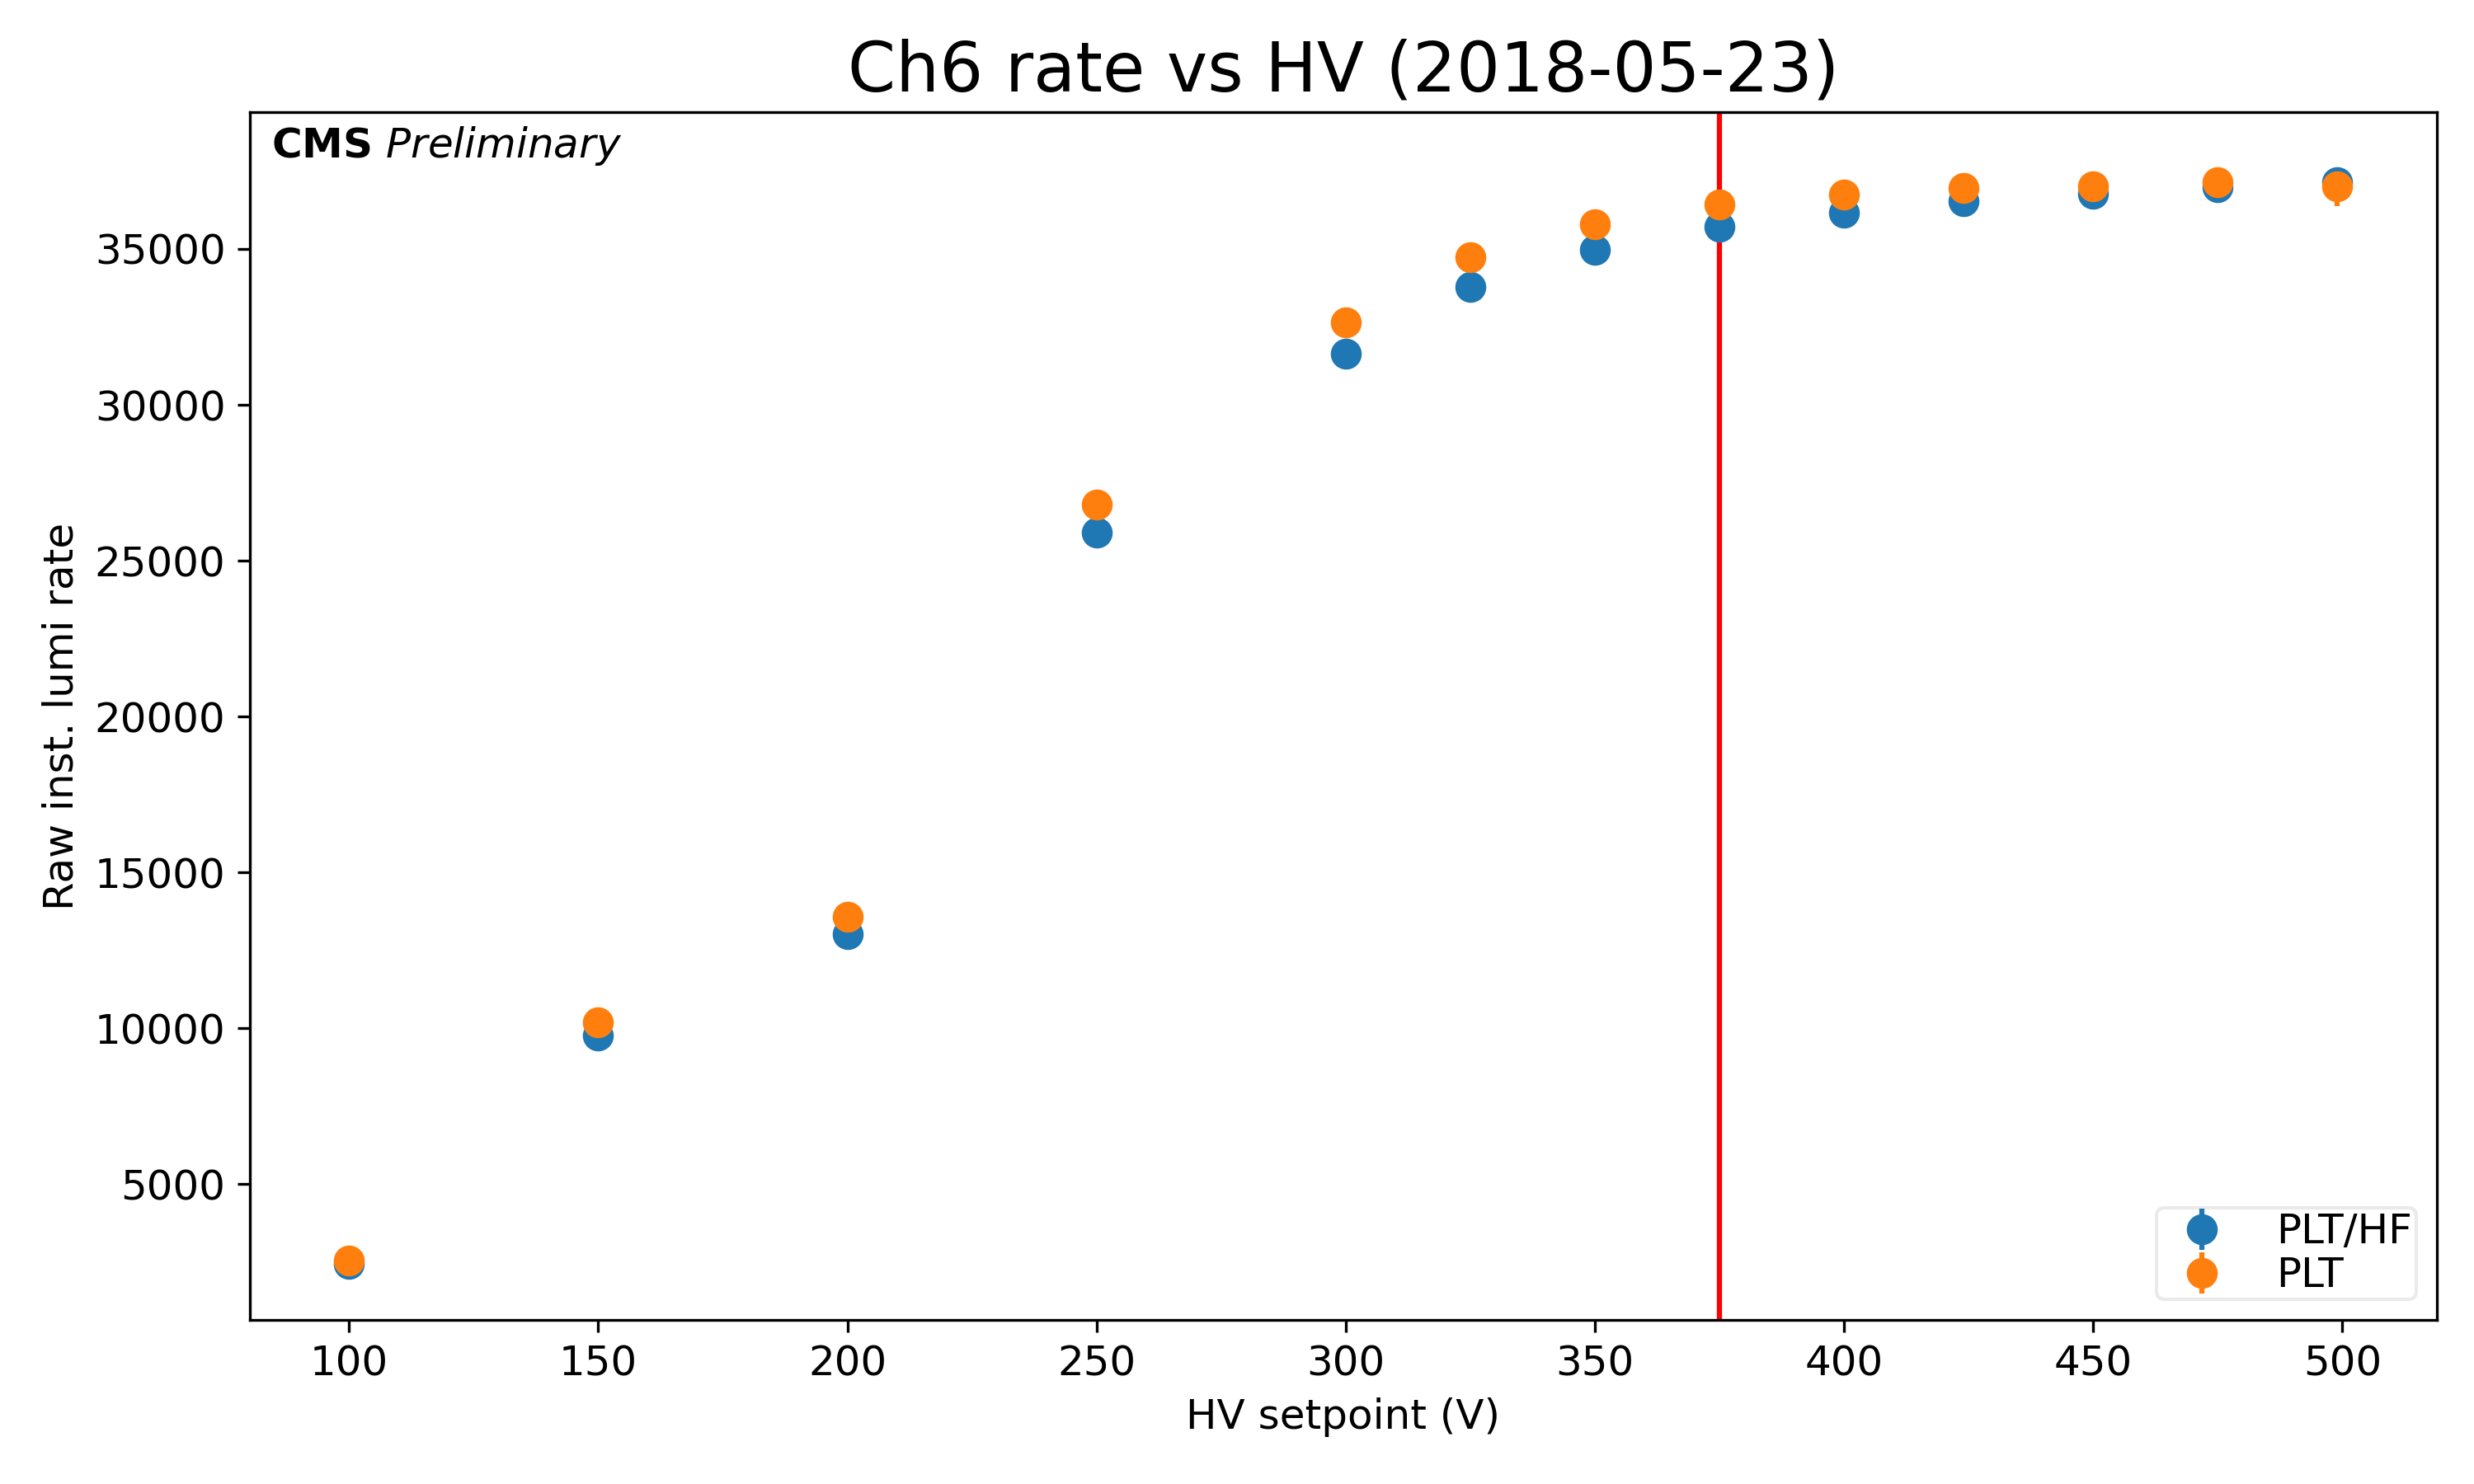 Ch6 rate vs HV (2018-05-23)
CMS Preliminary
Raw inst. lumi rate
35000
30000
25000
20000
15000
10000
5000
PLT/HF
PLT
100 150 200 250 300 350 400 450 500
HV setpoint (V)